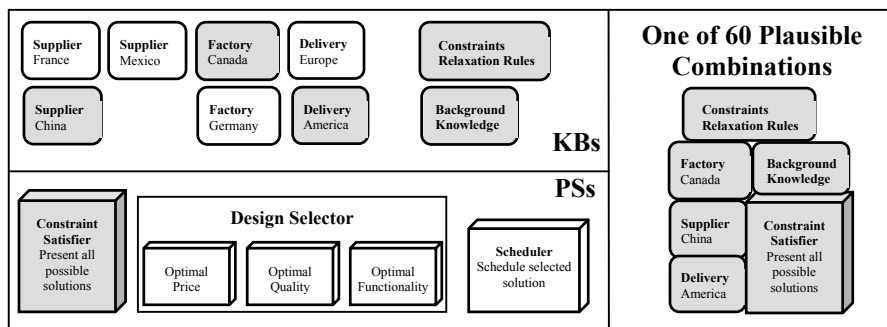 Supplier
France
Supplier
Mexico
Factory
Canada
Delivery
Europe
Constraints
Relaxation Rules
Supplier
China
Factory
Germany
Delivery
America
Background
Knowledge
KBs
PSs
Constraint
Satisfier
Present all
possible
solutions
Design Selector
Optimal
Price
Optimal
Quality
Optimal
Functionality
Scheduler
Schedule selected
solution
One of 60 Plausible
Combinations
Constraints
Relaxation Rules
Factory
Canada
Background
Knowledge
Supplier
China
Constraint
Satisfier
Present all
possible
solutions
Delivery
America